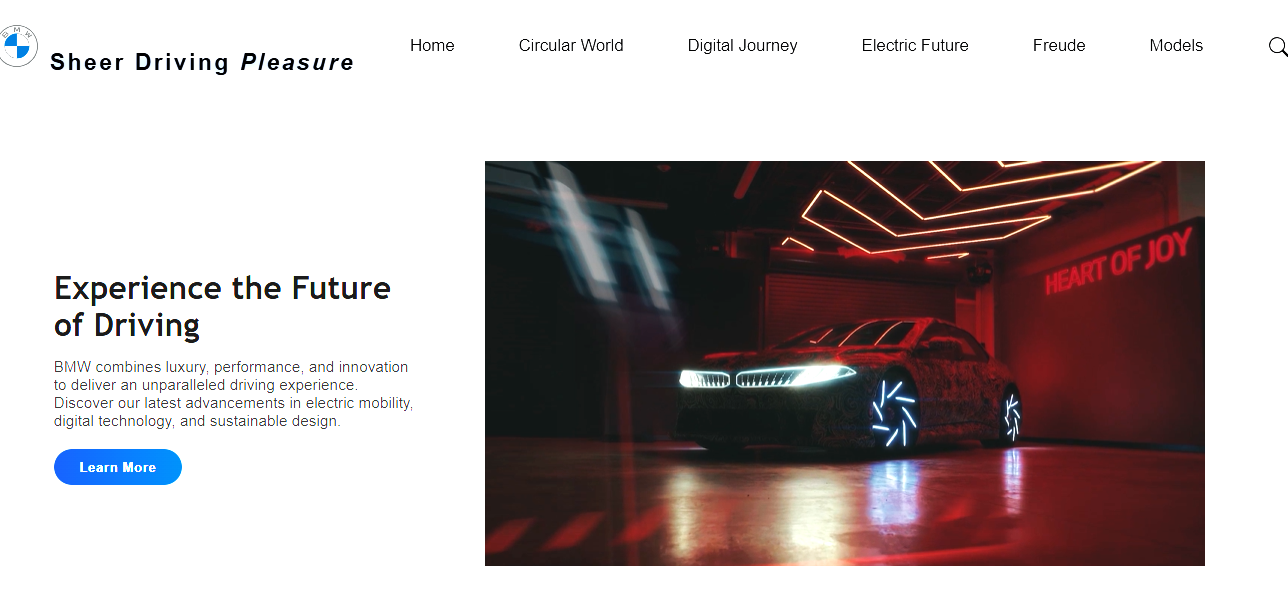 BMW
Sheer Driving Pleasure
Home
Circular World
Digital Journey
Electric Future
Freude
Models
Experience the Future
of Driving
BMW combines luxury, performance, and innovation
to deliver an unparalleled driving experience.
Discover our latest advancements in electric mobility,
digital technology, and sustainable design.
Learn More
HEART OF JOY